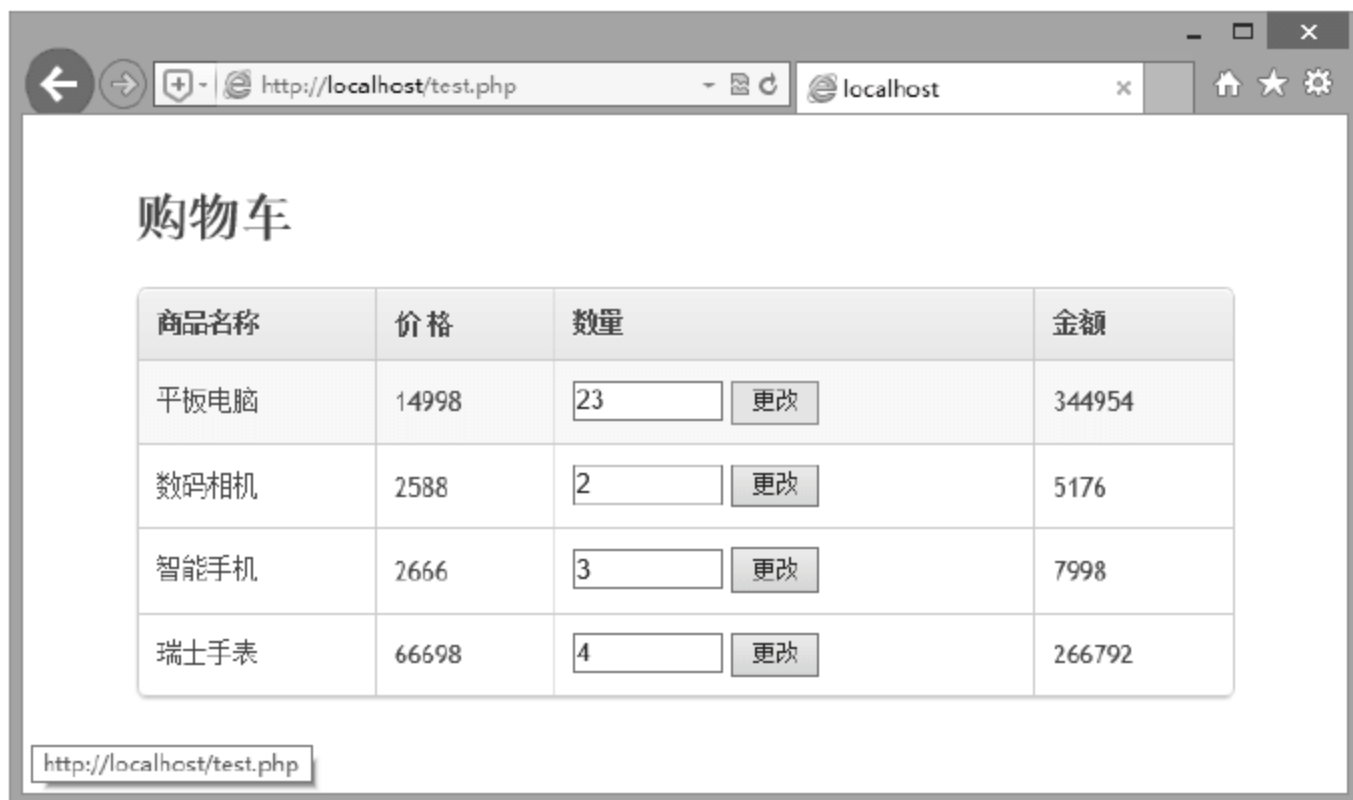 http://localhost/test.php
localhost
购物车
商品名称 价格 数量 金额
平板电脑 14998 23 更改 344954
数码相机 2588 2 更改 5176
智能手机 2666 3 更改 7998
瑞士手表 66698 4 更改 266792
http://localhost/test.php